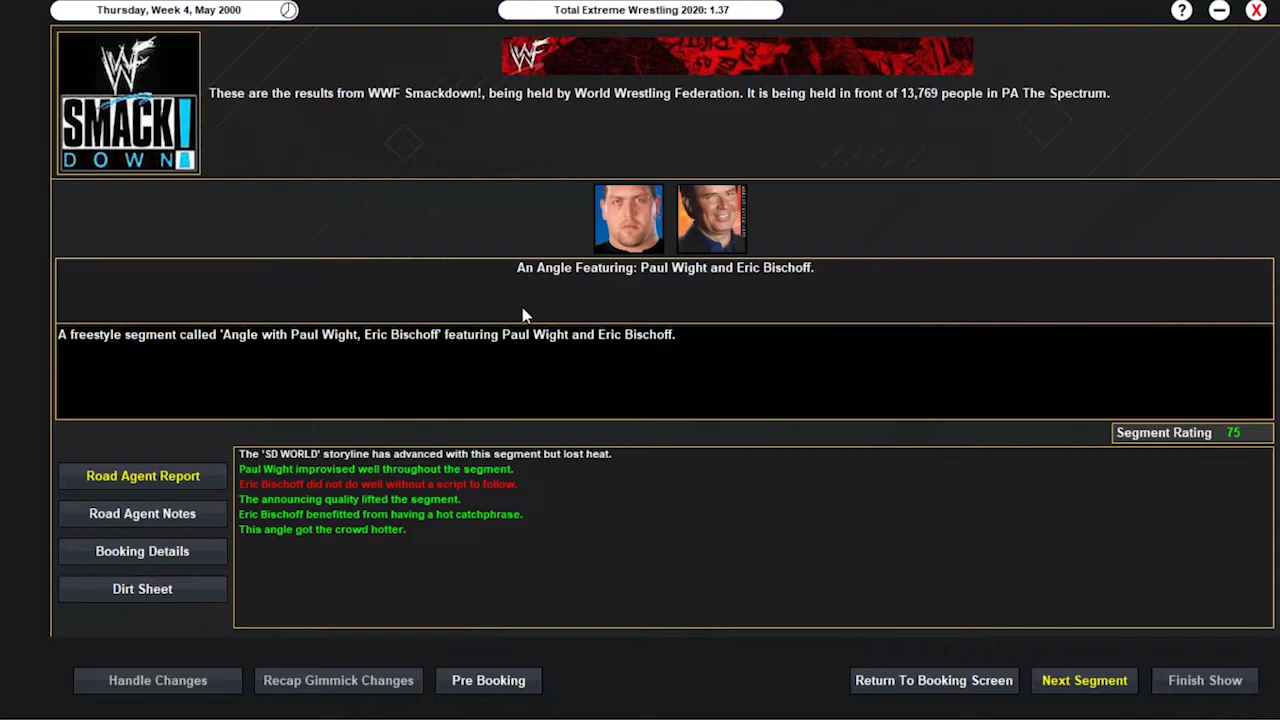 Thursday, Week 4, May 2000
Total Extreme Wrestling 2020: 1.37
?
X
WF
SMACK!
DOWN!
WF
These are the results from WWF Smackdown!, being held by World Wrestling Federation. It is being held in front of 13,769 people in PA The Spectrum.
An Angle Featuring: Paul Wight and Eric Bischoff.
A freestyle segment called 'Angle with Paul Wight, Eric Bischoff' featuring Paul Wight and Eric Bischoff.
Segment Rating 75
The 'SD WORLD' storyline has advanced with this segment but lost heat.
Paul Wight improvised well throughout the segment.
Eric Bischoff did not do well without a script to follow.
The announcing quality lifted the segment.
Eric Bischoff benefitted from having a hot catchphrase.
This angle got the crowd hotter.
Road Agent Report
Road Agent Notes
Booking Details
Dirt Sheet
Handle Changes
Recap Gimmick Changes
Pre Booking
Return To Booking Screen
Next Segment
Finish Show